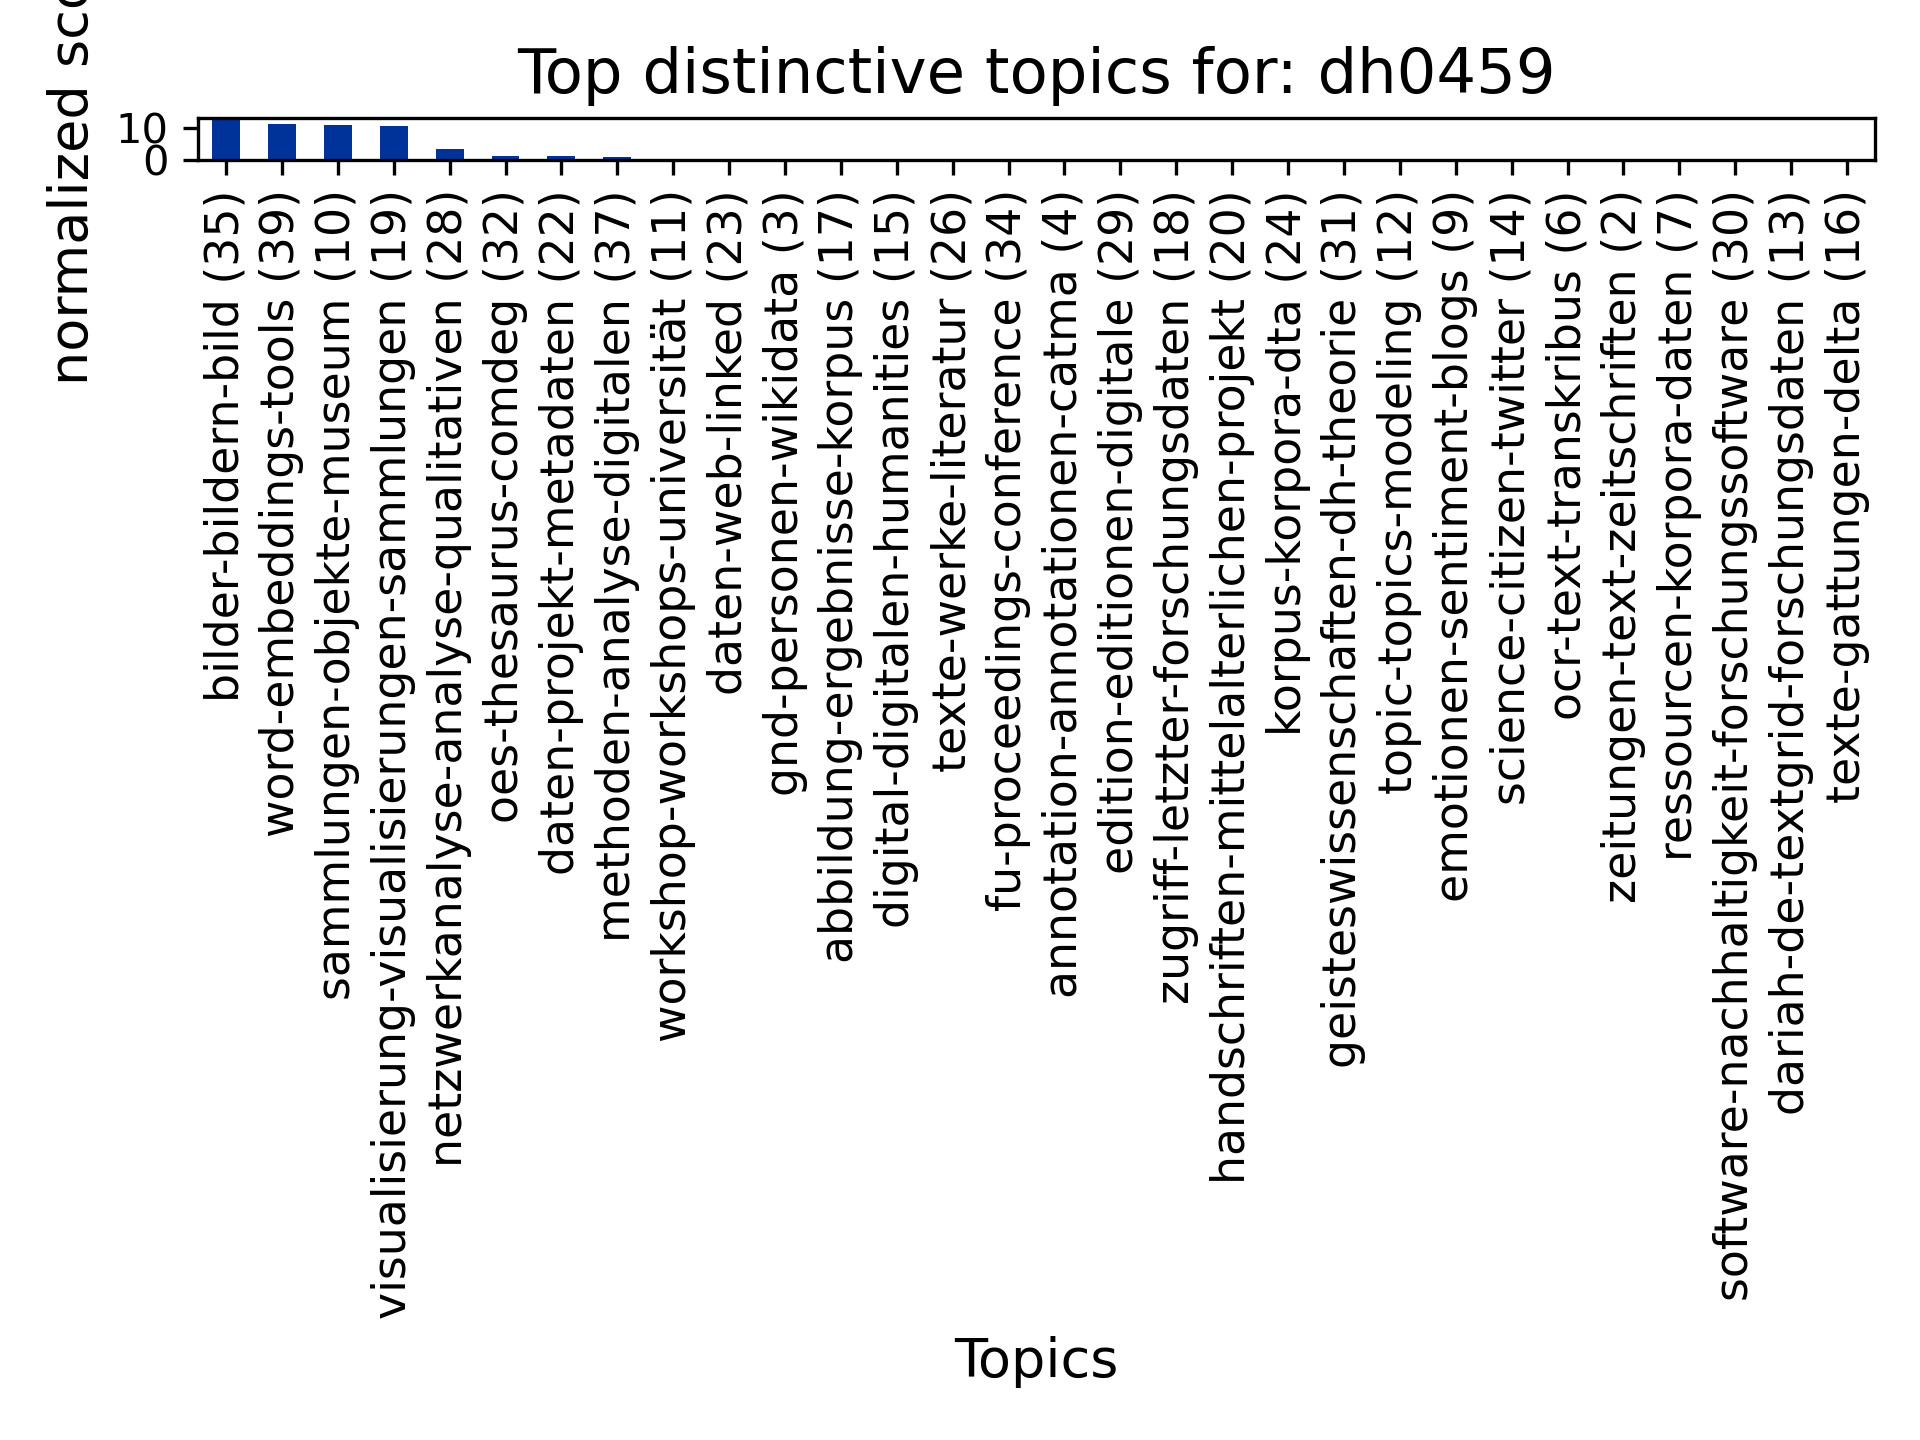 Top distinctive topics for: dh0459
normalized
10
0
bilder-bildern-bild (35)
word-embeddings-tools (39)
sammlungen-objekte-museum (10)
visualisierung-visualisierungen-sammlungen (19)
netzwerkanalyse-analyse-qualitativen (28)
oes-thesaurus-comdeg (32)
daten-projekt-metadaten (22)
methoden-analyse-digitalen (37)
workshop-workshops-universität (11)
daten-web-linked (23)
gnd-personen-wikidata (3)
abbildung-ergebnisse-korpus (17)
digital-digitalen-humanities (15)
texte-werke-literatur (26)
fu-proceedings-conference (34)
annotation-annotationen-catma (4)
edition-editionen-digitale (29)
zugriff-letzter-forschungsdaten (18)
handschriften-mittelalterlichen-projekt (20)
korpus-korpora-dta (24)
geisteswissenschaften-dh-theorie (31)
topic-topics-modeling (12)
emotionen-sentiment-blogs (9)
science-citizen-twitter (14)
ocr-text-transkribus (6)
zeitungen-text-zeitschriften (2)
ressourcen-korpora-daten (7)
software-nachhaltigkeit-forschungssoftware (30)
dariah-de-textgrid-forschungsdaten (13)
texte-gattungen-delta (16)
Topics